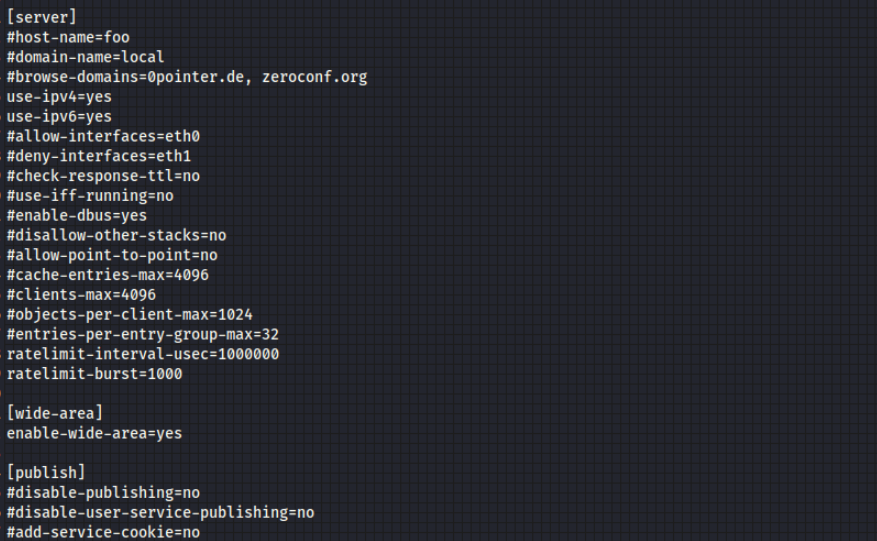 [server]
#host-name=foo
#domain-name=local
#browse-domains=0pointer.de, zeroconf.org
use-ipv4=yes
use-ipv6=yes
#allow-interfaces=eth0
#deny-interfaces=eth1
#check-response-ttl=no
#use-iff-running=no
#enable-dbus=yes
#disallow-other-stacks=no
#allow-point-to-point=no
#cache-entries-max=4096
#clients-max=4096
#objects-per-client-max=1024
#entries-per-entry-group-max=32
ratelimit-interval-usec=1000000
ratelimit-burst=1000
[wide-area]
enable-wide-area=yes
[publish]
#disable-publishing=no
#disable-user-service-publishing=no
#add-service-cookie=no